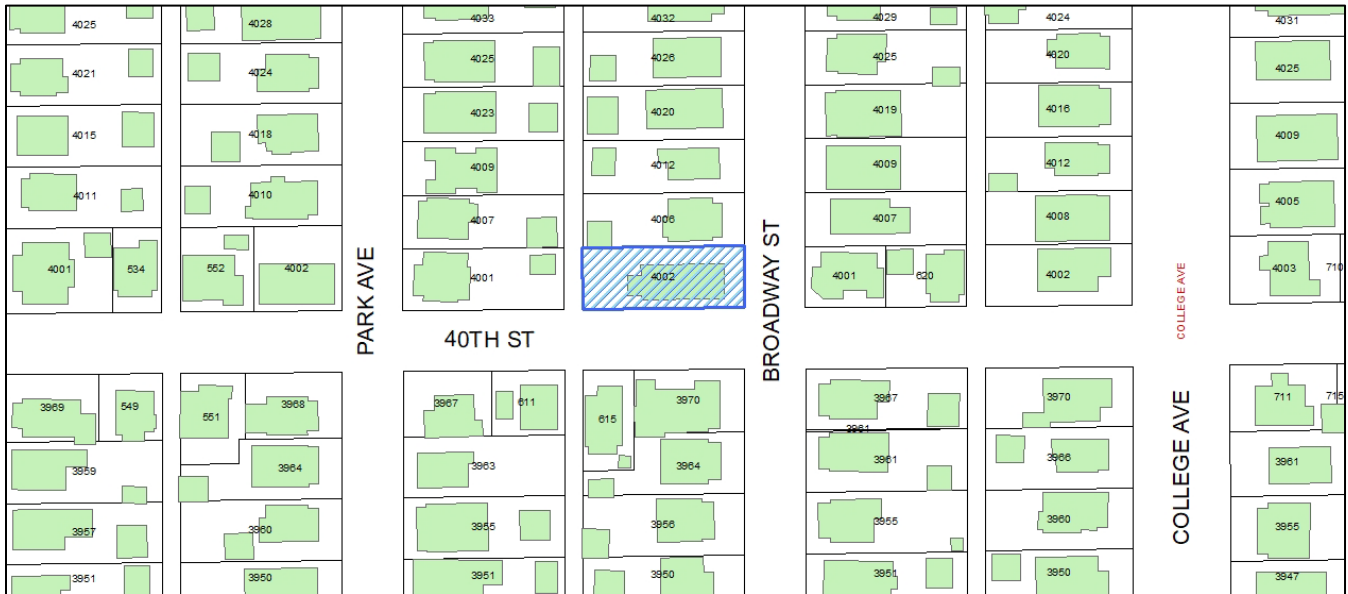 4025 4028 4033 4032 4029 4024 4031
4021 4024 4025 4026 4025 4020 4025
4015 4018 4023 4020 4019 4016 4009
4011 4010 4009 4012 4009 4012 4005
4007 4006 4007 4008
4001 534 552 4002 4001 4002 4001 620 4002 4003 710
PARK AVE
BROADWAY ST
COLLEGE AVE
40TH ST
COLLEGE AVE
3969 549 551 3968 3967 611 615 3970 3967 3970 711 715
3961
3959 3964 3963 3964 3961 3966 3961
3957 3960 3955 3956 3955 3960 3955
3951 3950 3951 3950 3951 3950 3947